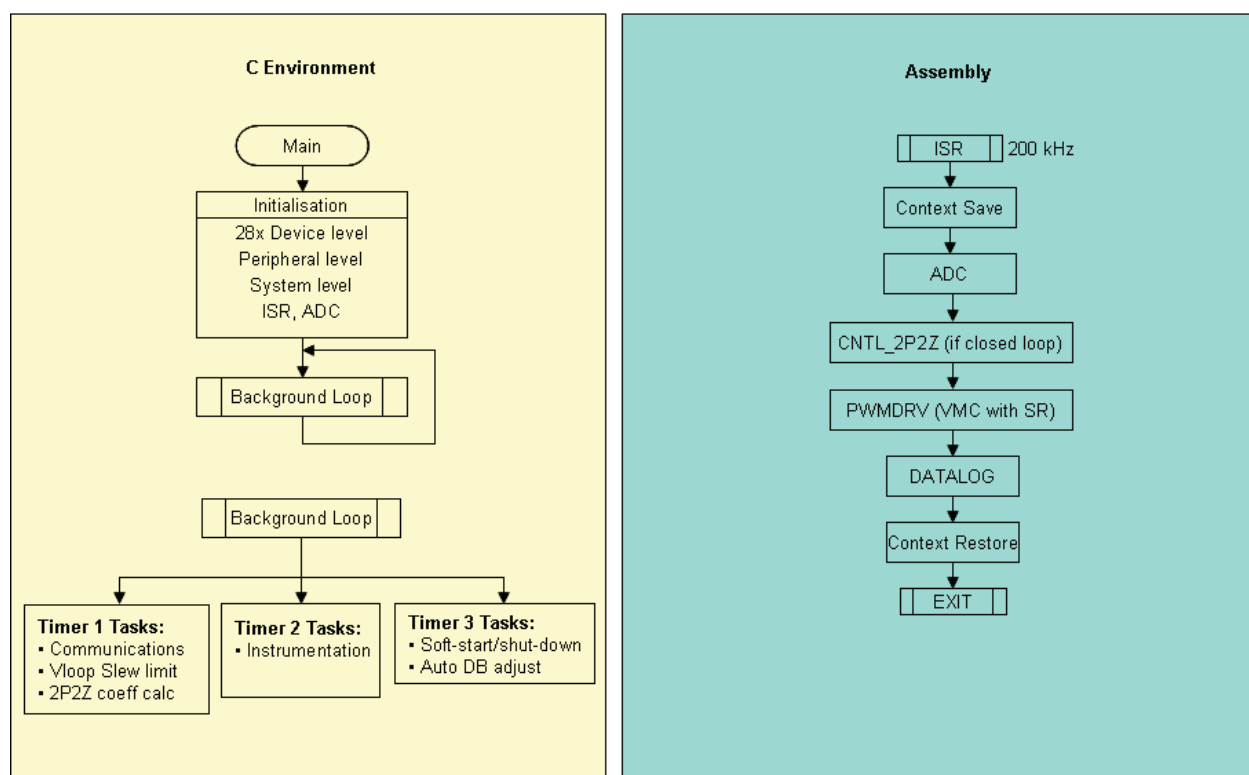 C Environment
Main
Initialisation
28x Device level
Peripheral level
System level
ISR, ADC
Background Loop
Background Loop
Timer 1 Tasks:
▪ Communications
▪ Vloop Slew limit
▪ 2P2Z coeff calc
Timer 2 Tasks:
▪ Instrumentation
Timer 3 Tasks:
▪ Soft-start/shut-down
▪ Auto DB adjust
Assembly
ISR 200 kHz
Context Save
ADC
CNTL_2P2Z (if closed loop)
PWMDRV (VMC with SR)
DATALOG
Context Restore
EXIT